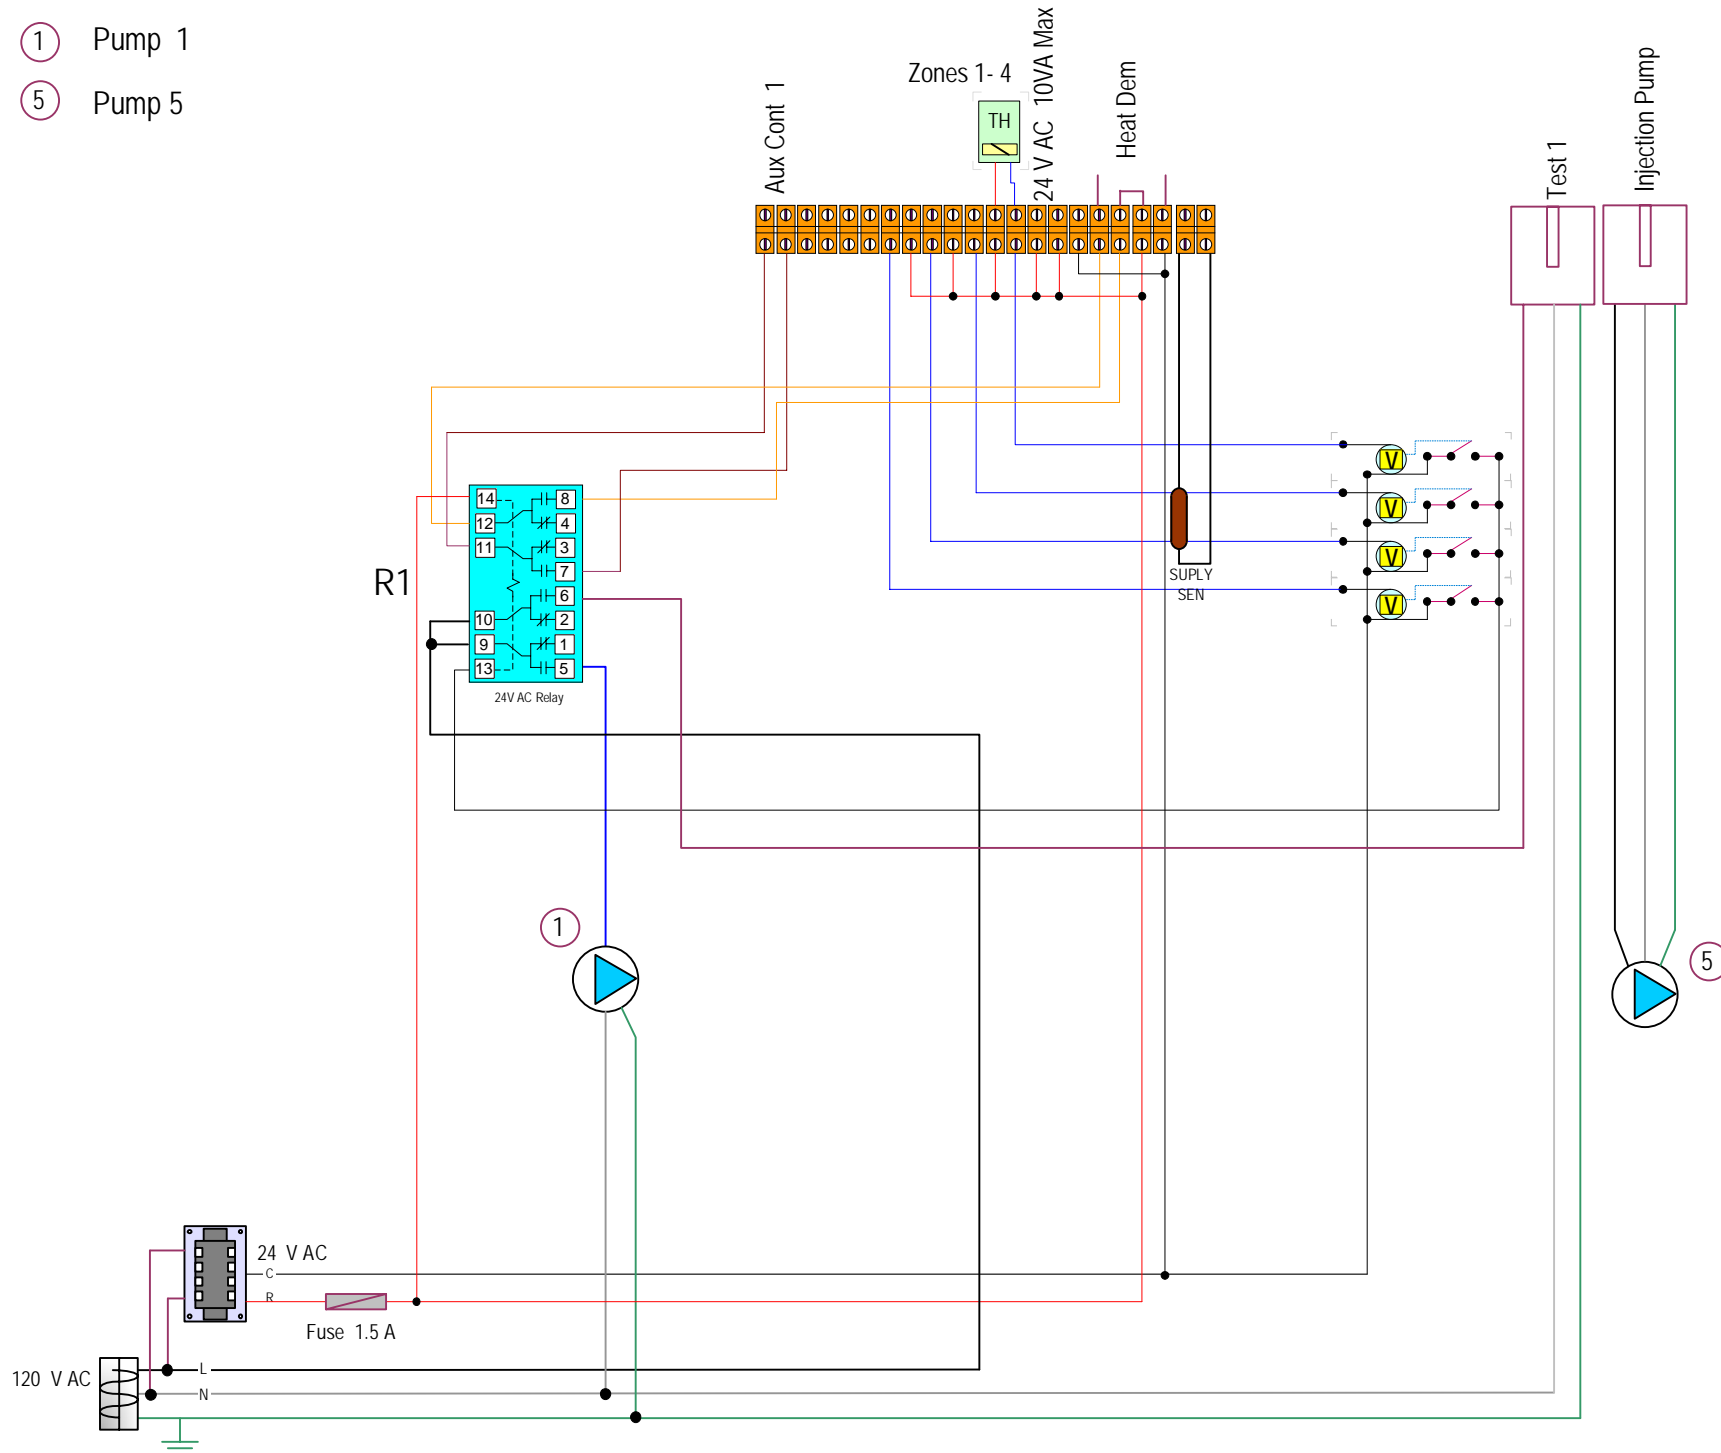 1 Pump 1
5 Pump 5
Zones 1- 4
Aux Cont 1
TH
24 V AC 10VA Max
Heat Dem
Test 1
Injection Pump
R1
14 8
12 4
11 3
7
6
10 2
9 1
13 5
24V AC Relay
V
V
V
V
SUPLY
SEN
1
5
24 V AC
C
R
Fuse 1.5 A
120 V AC
L
N